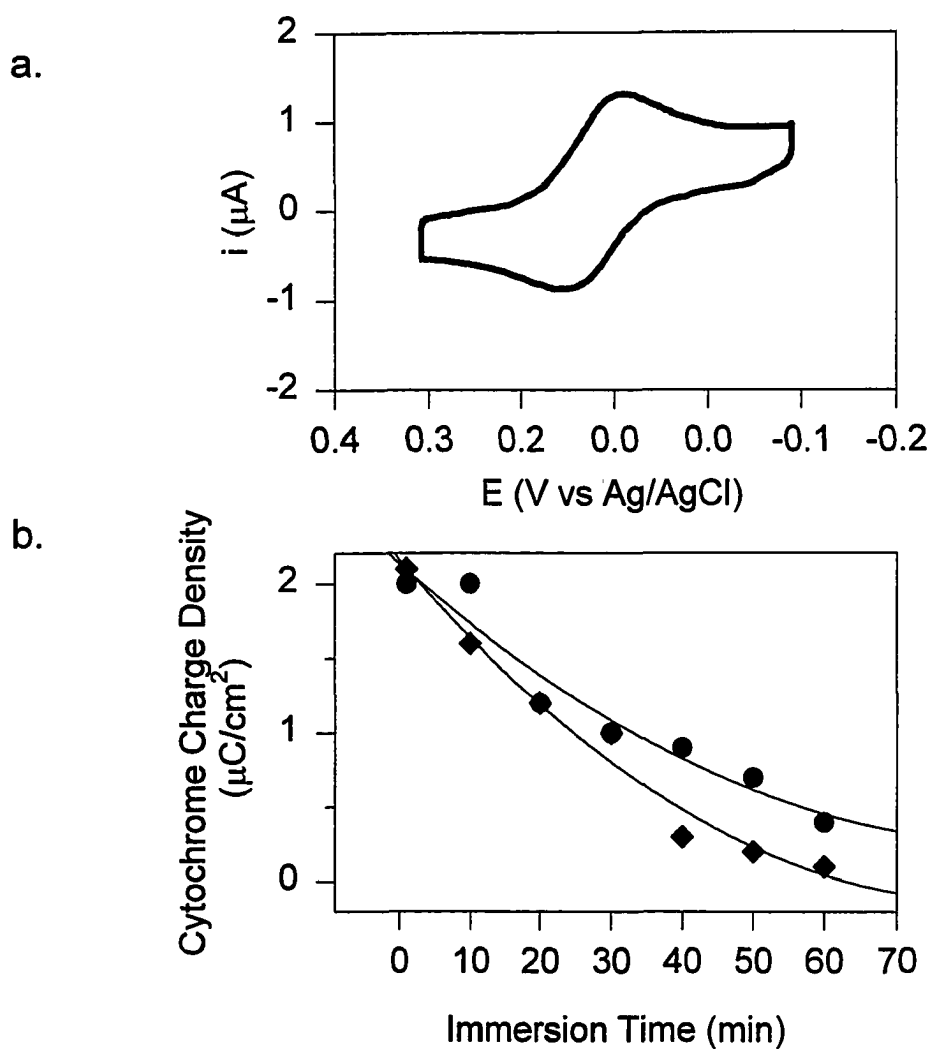 a.
2
1
0
-1
-2
i (μA)
0.4 0.3 0.2 0.0 0.0 -0.1 -0.2
E (V vs Ag/AgCl)
b.
Cytochrome Charge Density
(μC/cm²)
2
1
0
0 10 20 30 40 50 60 70
Immersion Time (min)